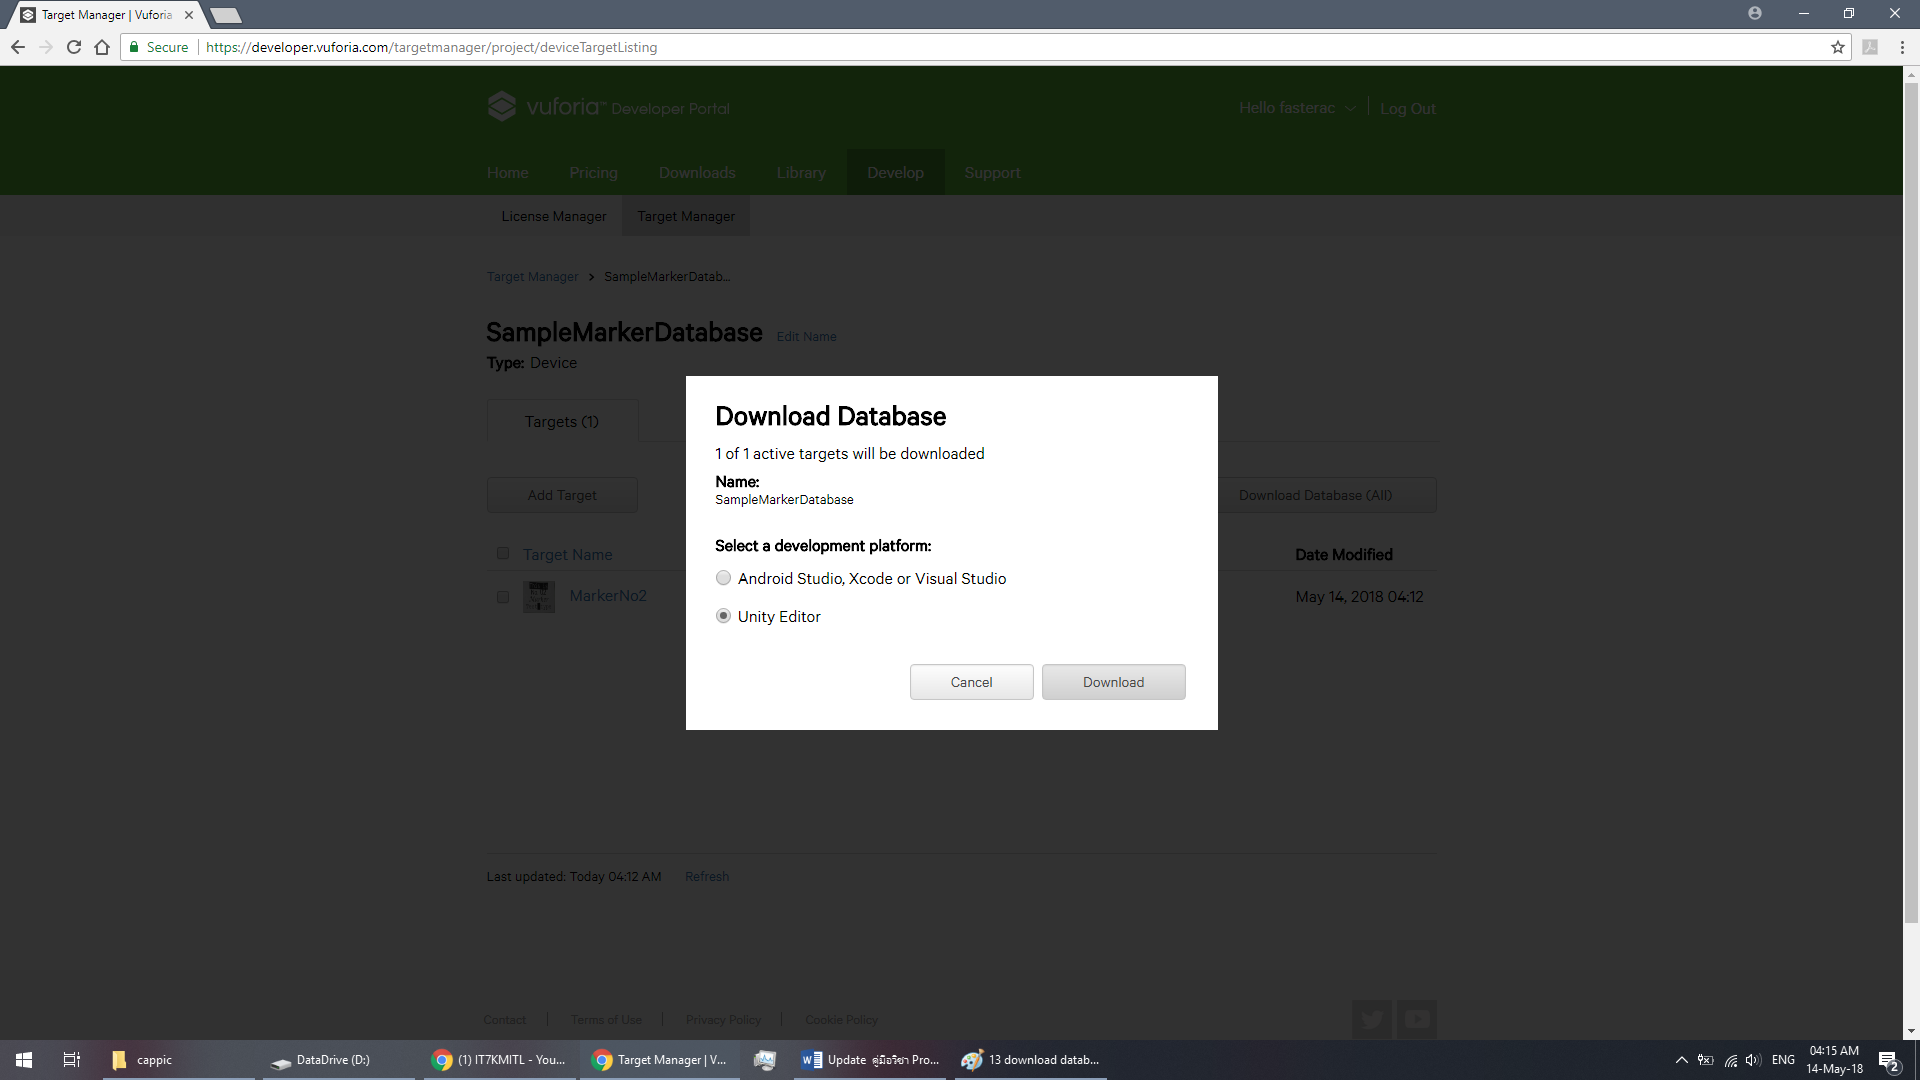 Target Manager | Vuforia
Secure
https://developer.vuforia.com/targetmanager/project/deviceTargetListing
vuforia™ Developer Portal
Hello fasterac
Log Out
Home
Pricing
Downloads
Library
Develop
Support
License Manager
Target Manager
Target Manager > SampleMarkerDatab...
SampleMarkerDatabase Edit Name
Type: Device
Targets (1)
Add Target
Download Database (All)
Target Name
Date Modified
MarkerNo2
May 14, 2018 04:12
Download Database
1 of 1 active targets will be downloaded
Name:
SampleMarkerDatabase
Select a development platform:
Android Studio, Xcode or Visual Studio
Unity Editor
Cancel
Download
Last updated: Today 04:12 AM Refresh
Contact | Terms of Use | Privacy Policy | Cookie Policy
cappic
DataDrive (D:)
(1) IT7KMITL - You...
Target Manager | V...
Update คู่มือวิชา Pro...
13 download datab...
ENG
04:15 AM
14-May-18
2